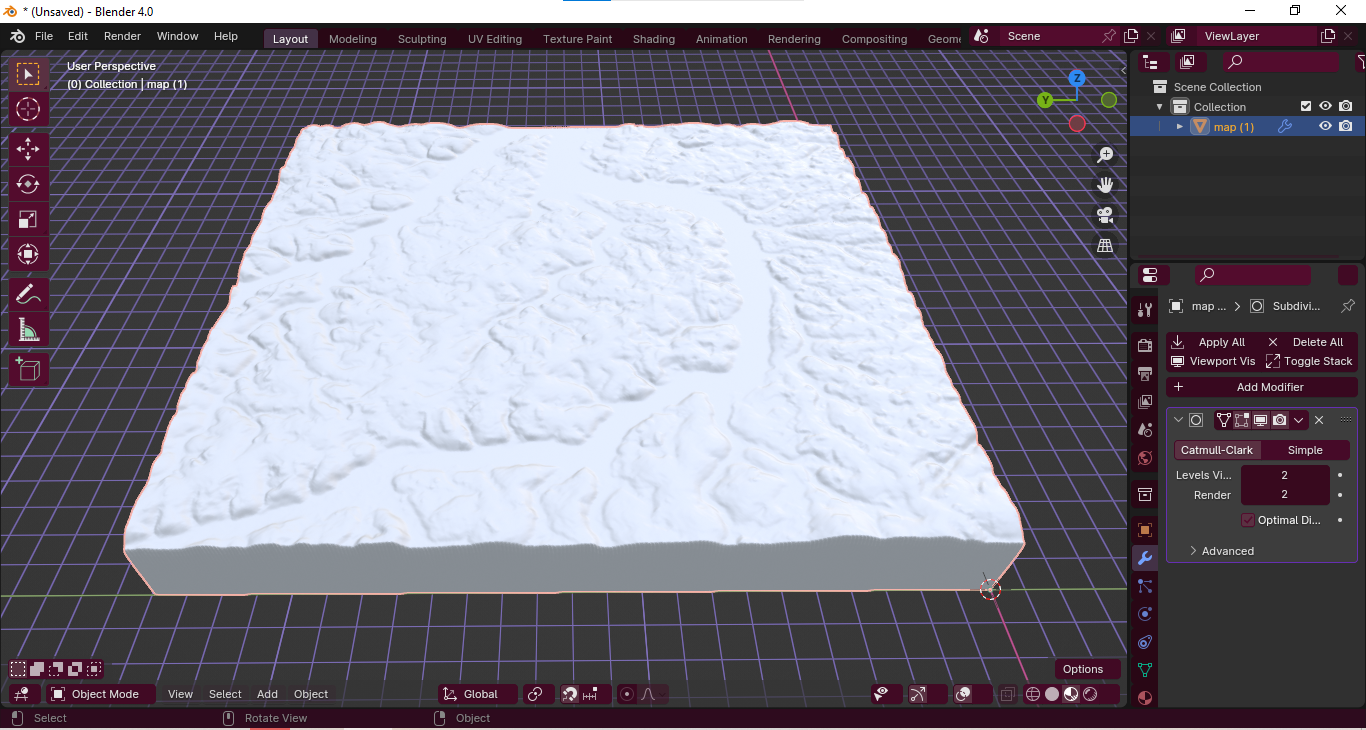 * (Unsaved) - Blender 4.0
File Edit Render Window Help Layout Modeling Sculpting UV Editing Texture Paint Shading Animation Rendering Compositing Geome Scene ViewLayer
User Perspective
(0) Collection | map (1)
Z
Y
Scene Collection
Collection
map (1)
map ... > Subdivi...
Apply All Delete All
Viewport Vis Toggle Stack
Add Modifier
Catmull-Clark Simple
Levels Vi... 2
Render 2
Optimal Di...
Advanced
Options
Object Mode View Select Add Object Global
Select Rotate View Object